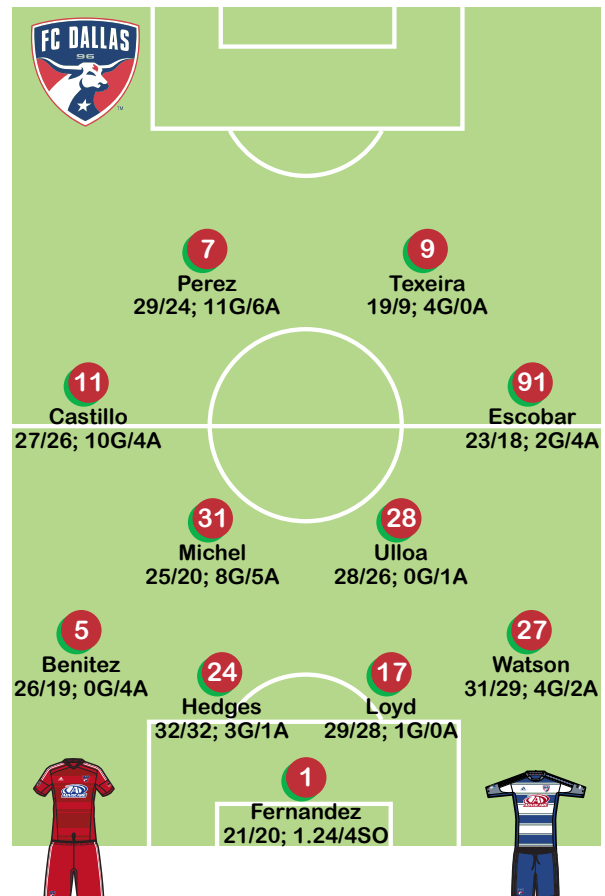 FC DALLAS
96
TM
7
Perez
29/24; 11G/6A
9
Texeira
19/9; 4G/0A
11
Castillo
27/26; 10G/4A
91
Escobar
23/18; 2G/4A
31
Michel
25/20; 8G/5A
28
Ulloa
28/26; 0G/1A
5
Benitez
26/19; 0G/4A
24
Hedges
32/32; 3G/1A
17
Loyd
29/28; 1G/0A
27
Watson
31/29; 4G/2A
1
Fernandez
21/20; 1.24/4SO